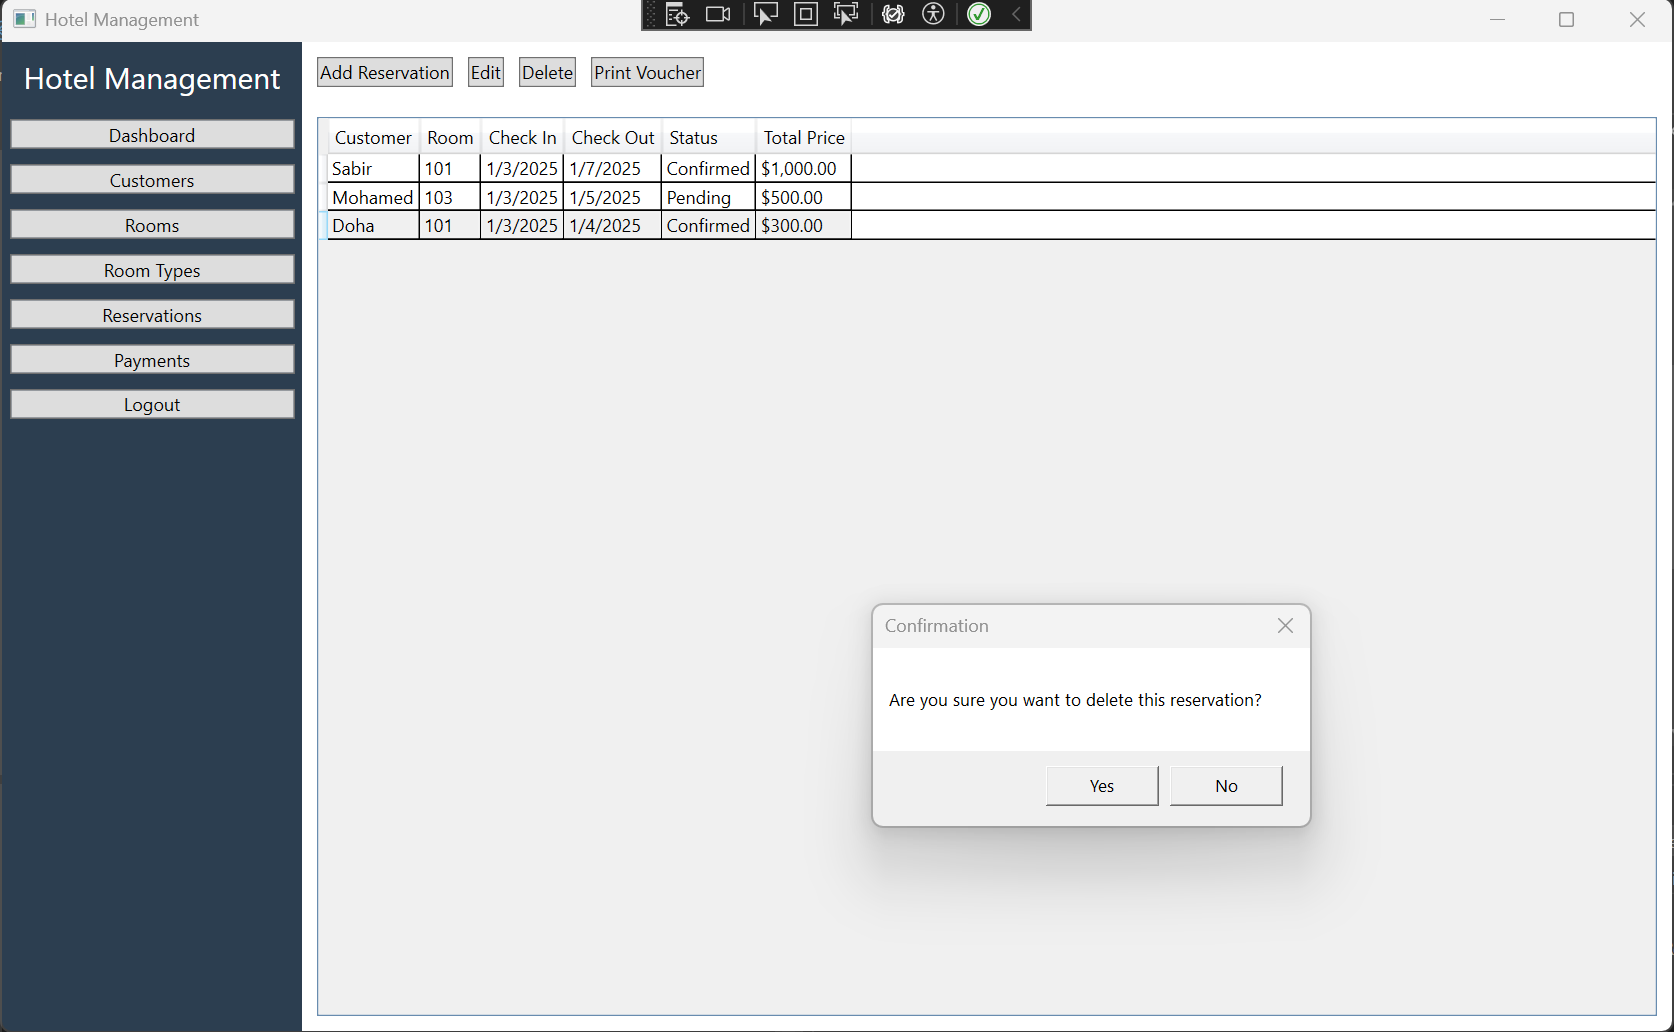 Hotel Management
Hotel Management
Dashboard
Customers
Rooms
Room Types
Reservations
Payments
Logout
Add Reservation Edit Delete Print Voucher
Customer Room Check In Check Out Status Total Price
Sabir 101 1/3/2025 1/7/2025 Confirmed $1,000.00
Mohamed 103 1/3/2025 1/5/2025 Pending $500.00
Doha 101 1/3/2025 1/4/2025 Confirmed $300.00
Confirmation
Are you sure you want to delete this reservation?
Yes No